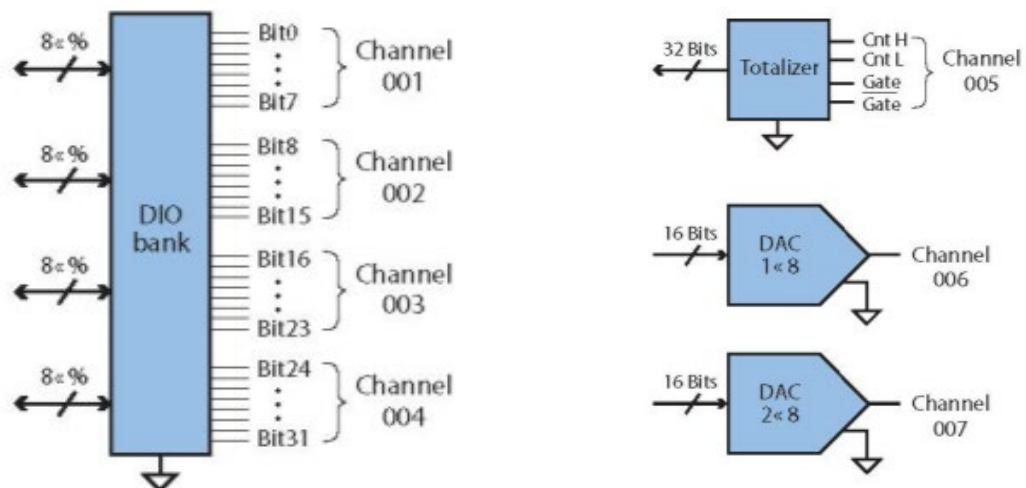 8«%
Bit0
Bit7
Channel
001
8«%
Bit8
Bit15
Channel
002
DIO
bank
8«%
Bit16
Bit23
Channel
003
8«%
Bit24
Bit31
Channel
004
32 Bits
Totalizer
Cnt H
Cnt L
Gate
Gate
Channel
005
16 Bits
DAC
1«8
Channel
006
16 Bits
DAC
2«8
Channel
007